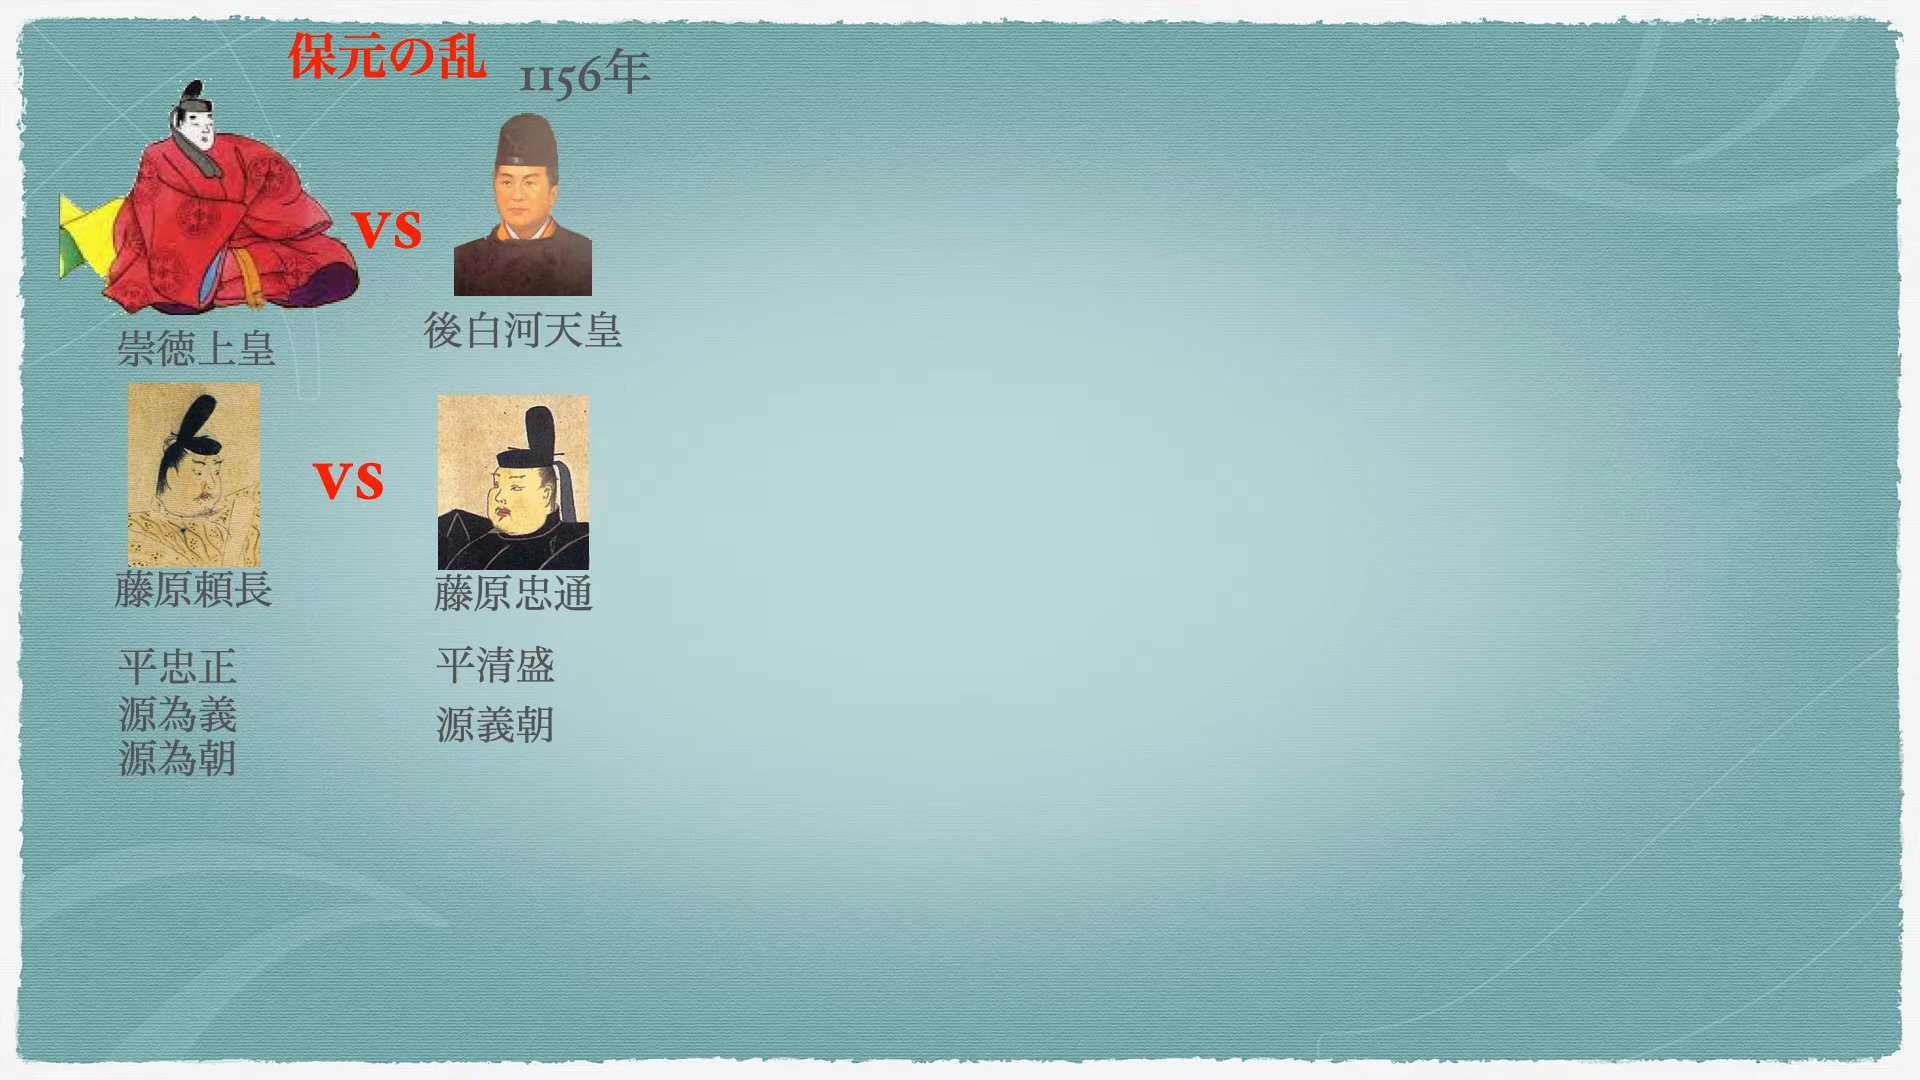 保元の乱
1156年
vs
崇徳上皇
後白河天皇
vs
藤原頼長
藤原忠通
平忠正
平清盛
源為義
源義朝
源為朝